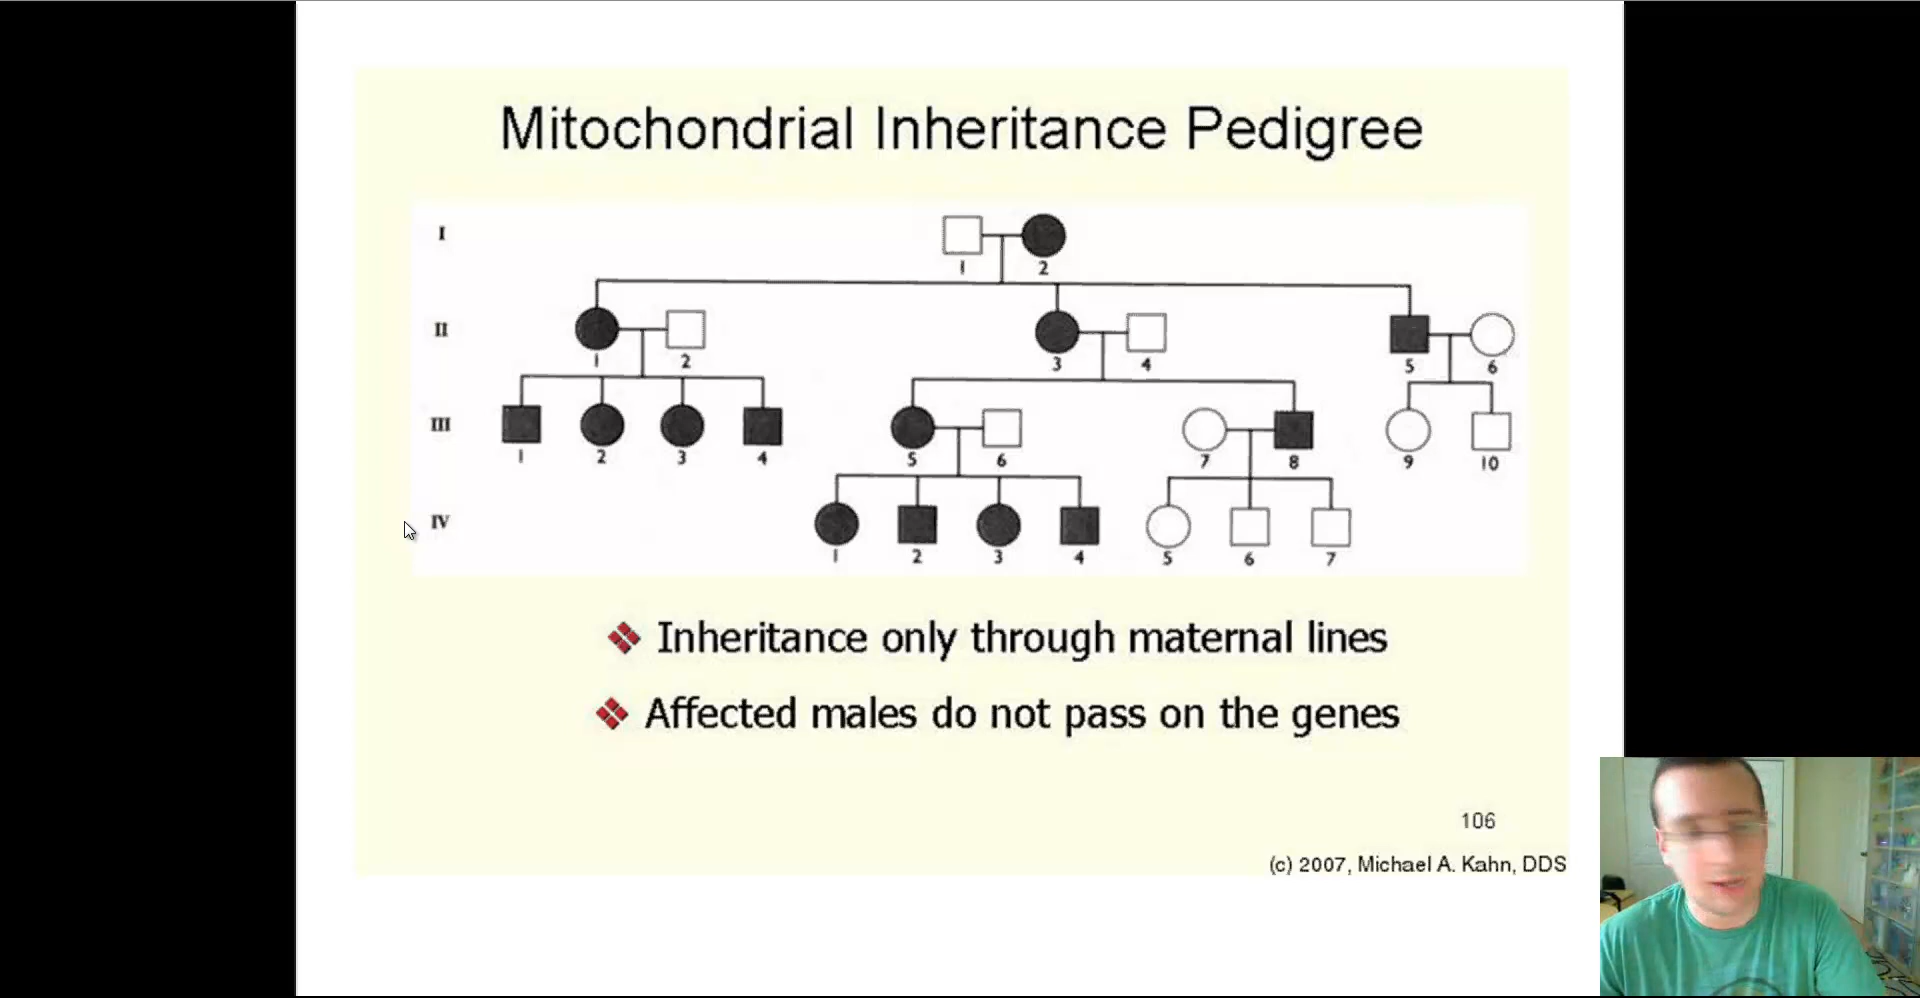 Mitochondrial Inheritance Pedigree
I
1 2
II
1 2 3 4 5 6
III
1 2 3 4 5 6 7 8 9 10
IV
1 2 3 4 5 6 7
Inheritance only through maternal lines
Affected males do not pass on the genes
106
(c) 2007, Michael A. Kahn, DDS